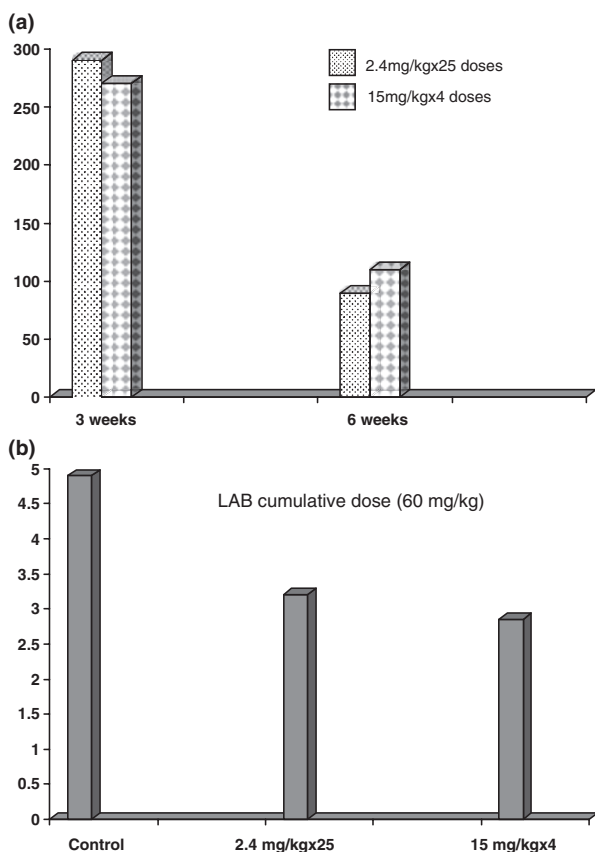 (a)
300
250
200
150
100
50
0
2.4mg/kgx25 doses
15mg/kgx4 doses
3 weeks 6 weeks
(b)
5
4.5
4
3.5
3
2.5
2
1.5
1
0.5
0
LAB cumulative dose (60 mg/kg)
Control 2.4 mg/kgx25 15 mg/kgx4